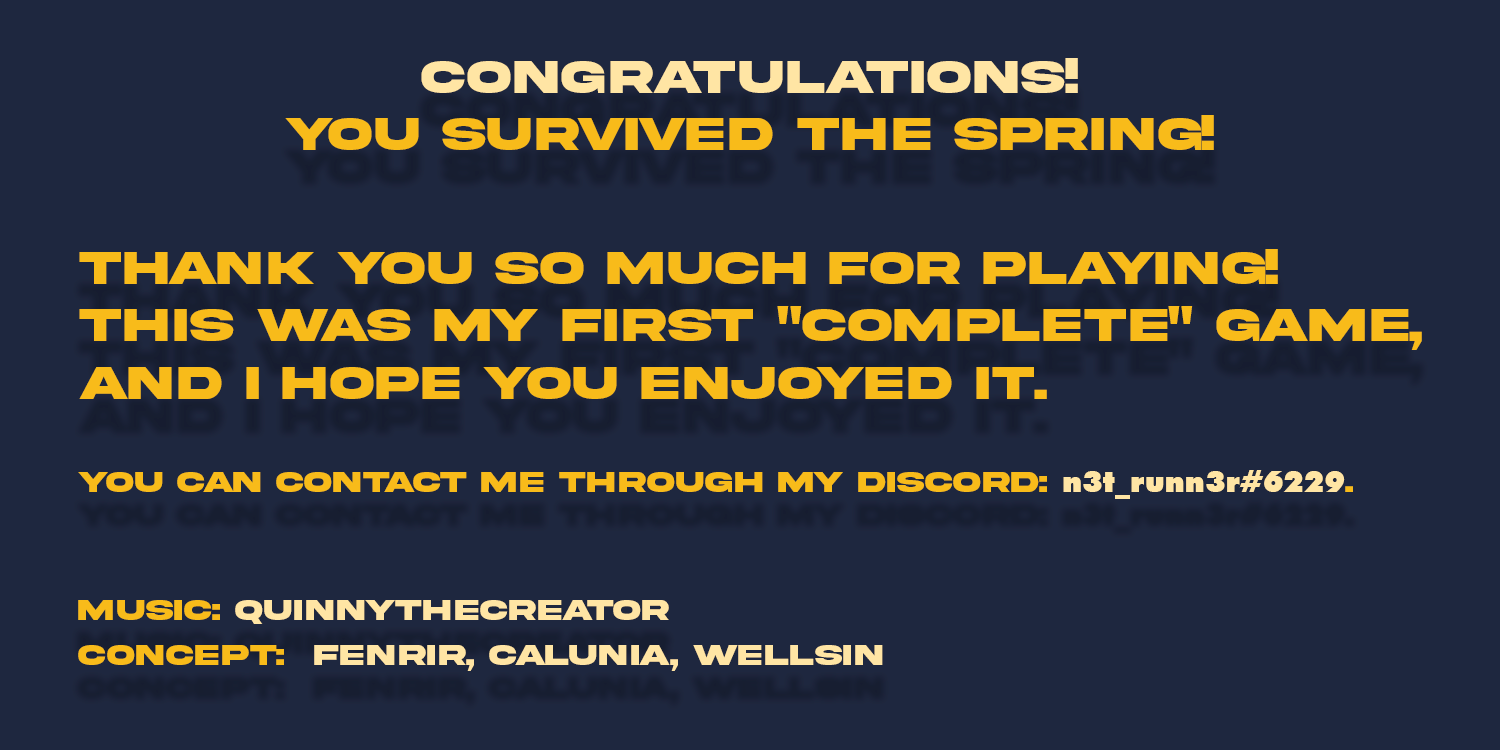 CONGRATULATIONS!
YOU SURVIVED THE SPRING!
THANK YOU SO MUCH FOR PLAYING!
THIS WAS MY FIRST "COMPLETE" GAME,
AND I HOPE YOU ENJOYED IT.
YOU CAN CONTACT ME THROUGH MY DISCORD: n3t_runn3r#6229.
MUSIC: QUINNYTHECREATOR
CONCEPT: FENRIR, CALUNIA, WELLSIN